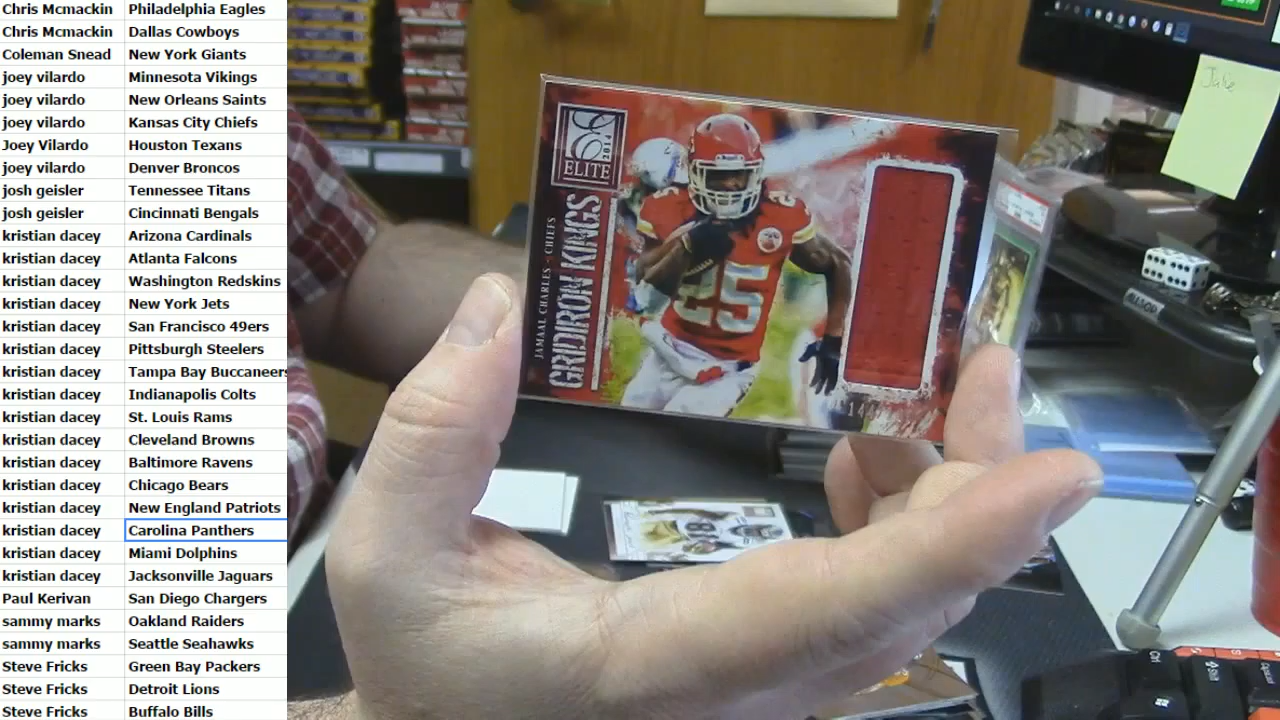 Chris Mcmackin Philadelphia Eagles
Chris Mcmackin Dallas Cowboys
Coleman Snead New York Giants
joey vilardo Minnesota Vikings
joey vilardo New Orleans Saints
joey vilardo Kansas City Chiefs
Joey Vilardo Houston Texans
joey vilardo Denver Broncos
josh geisler Tennessee Titans
josh geisler Cincinnati Bengals
kristian dacey Arizona Cardinals
kristian dacey Atlanta Falcons
kristian dacey Washington Redskins
kristian dacey New York Jets
kristian dacey San Francisco 49ers
kristian dacey Pittsburgh Steelers
kristian dacey Tampa Bay Buccaneers
kristian dacey Indianapolis Colts
kristian dacey St. Louis Rams
kristian dacey Cleveland Browns
kristian dacey Baltimore Ravens
kristian dacey Chicago Bears
kristian dacey New England Patriots
kristian dacey Carolina Panthers
kristian dacey Miami Dolphins
kristian dacey Jacksonville Jaguars
Paul Kerivan San Diego Chargers
sammy marks Oakland Raiders
sammy marks Seattle Seahawks
Steve Fricks Green Bay Packers
Steve Fricks Detroit Lions
Steve Fricks Buffalo Bills
E
ELITE 2014
JAMAAL CHARLES - CHIEFS
GRIDIRON KINGS
25
Julie
ALLSOP
Ctrl
Shift